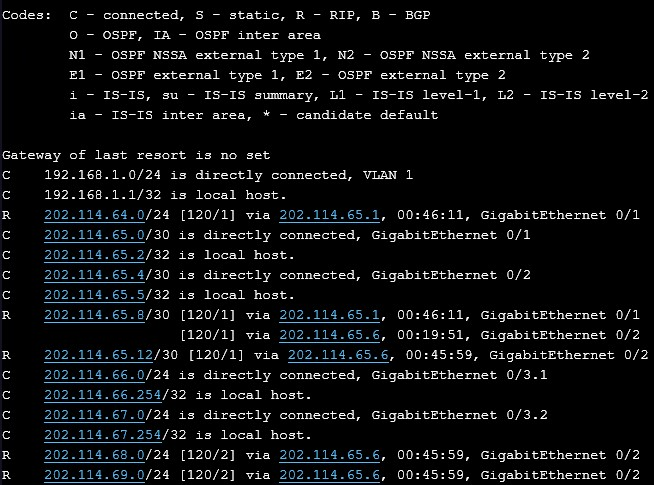 Codes:  C - connected, S - static, R - RIP, B - BGP
        O - OSPF, IA - OSPF inter area
        N1 - OSPF NSSA external type 1, N2 - OSPF NSSA external type 2
        E1 - OSPF external type 1, E2 - OSPF external type 2
        i - IS-IS, su - IS-IS summary, L1 - IS-IS level-1, L2 - IS-IS level-2
        ia - IS-IS inter area, * - candidate default
Gateway of last resort is no set
C    192.168.1.0/24 is directly connected, VLAN 1
C    192.168.1.1/32 is local host.
R    202.114.64.0/24 [120/1] via 202.114.65.1, 00:46:11, GigabitEthernet 0/1
C    202.114.65.0/30 is directly connected, GigabitEthernet 0/1
C    202.114.65.2/32 is local host.
C    202.114.65.4/30 is directly connected, GigabitEthernet 0/2
C    202.114.65.5/32 is local host.
R    202.114.65.8/30 [120/1] via 202.114.65.1, 00:46:11, GigabitEthernet 0/1
                     [120/1] via 202.114.65.6, 00:19:51, GigabitEthernet 0/2
R    202.114.65.12/30 [120/1] via 202.114.65.6, 00:45:59, GigabitEthernet 0/2
C    202.114.66.0/24 is directly connected, GigabitEthernet 0/3.1
C    202.114.66.254/32 is local host.
C    202.114.67.0/24 is directly connected, GigabitEthernet 0/3.2
C    202.114.67.254/32 is local host.
R    202.114.68.0/24 [120/2] via 202.114.65.6, 00:45:59, GigabitEthernet 0/2
R    202.114.69.0/24 [120/2] via 202.114.65.6, 00:45:59, GigabitEthernet 0/2